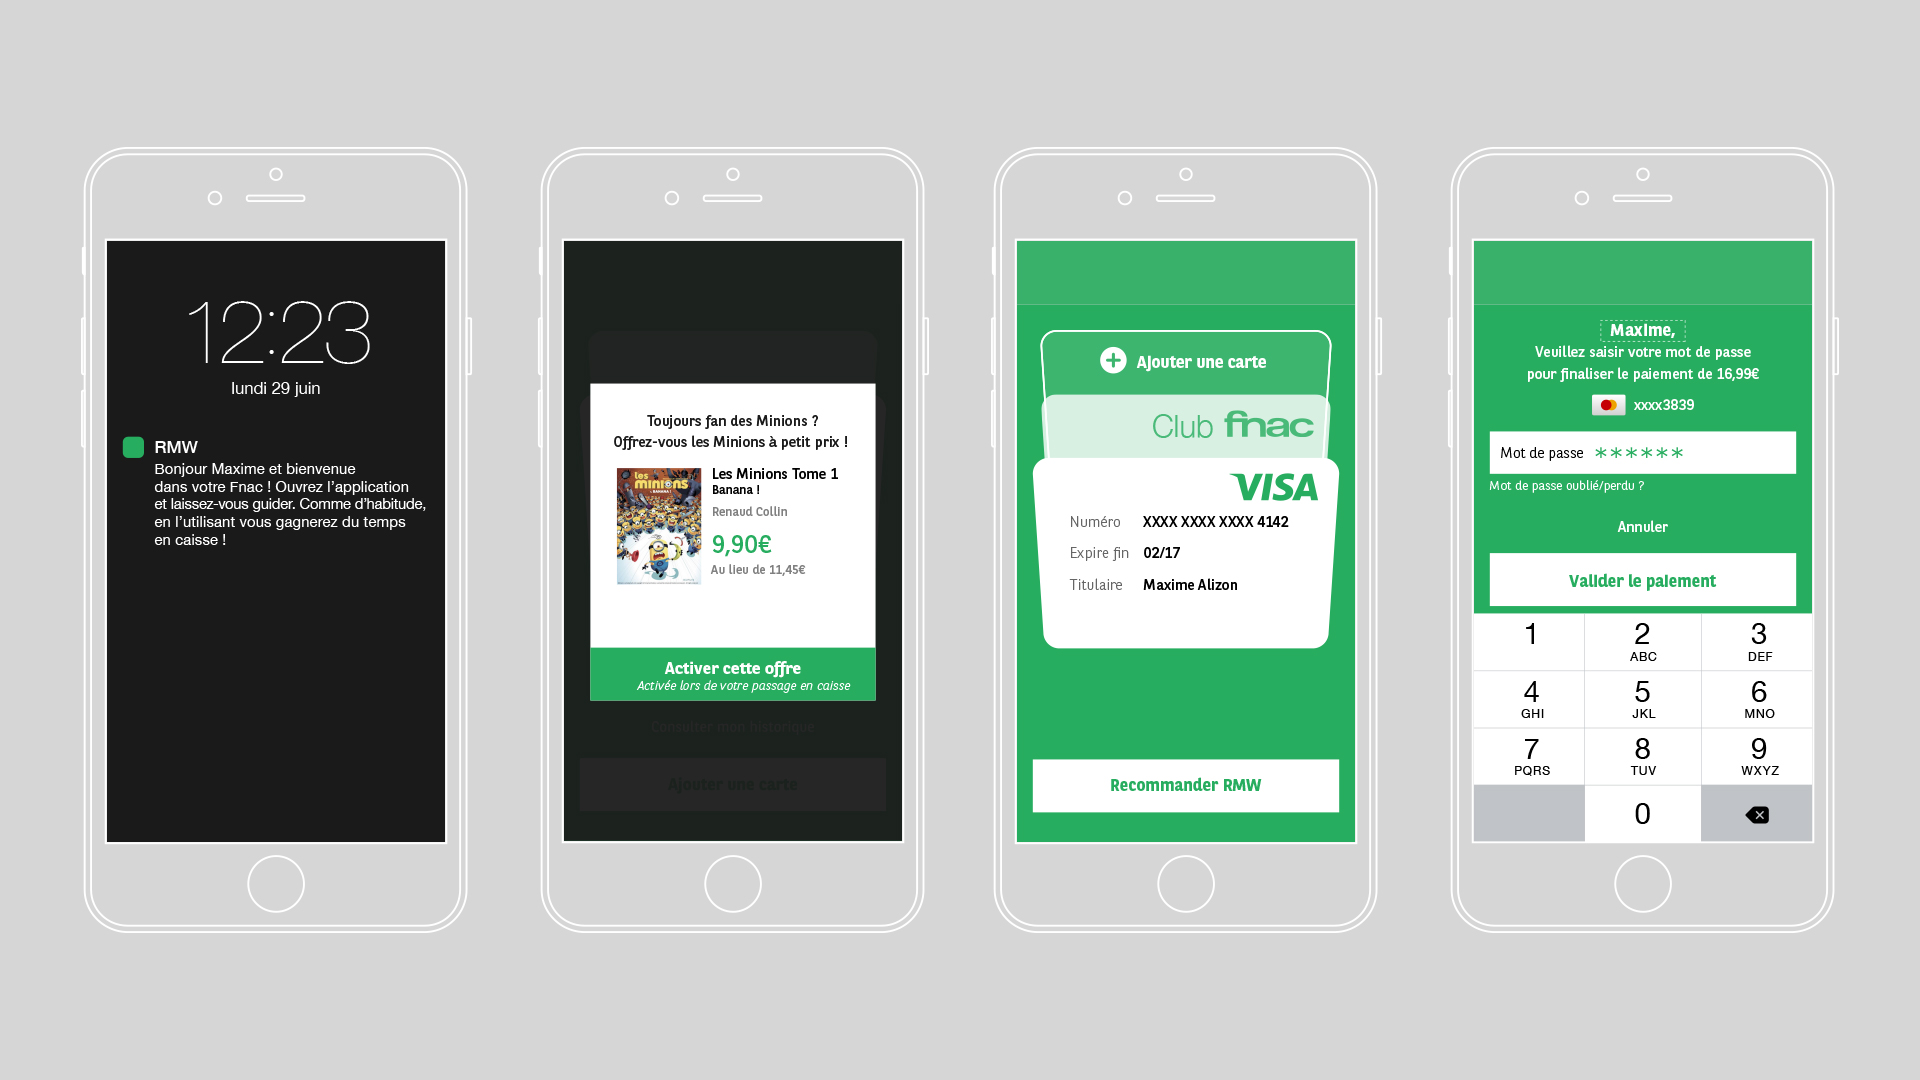 12:23
lundi 29 juin
RMW
Bonjour Maxime et bienvenue
dans votre Fnac ! Ouvrez l’application
et laissez-vous guider. Comme d’habitude,
en l’utilisant vous gagnerez du temps
en caisse !
Toujours fan des Minions ?
Offrez-vous les Minions à petit prix !
les
minions
BANANA !
Les Minions Tome 1
Banana !
Renaud Collin
9,90€
Au lieu de 11,45€
Activer cette offre
Activée lors de votre passage en caisse
Consulter mon historique
Ajouter une carte
Ajouter une carte
Club fnac
VISA
Numéro XXXX XXXX XXXX 4142
Expire fin 02/17
Titulaire Maxime Alizon
Recommander RMW
Maxime,
Veuillez saisir votre mot de passe
pour finaliser le paiement de 16,99€
xxxx3839
Mot de passe ******
Mot de passe oublié/perdu ?
Annuler
Valider le paiement
1 2 3
ABC DEF
4 5 6
GHI JKL MNO
7 8 9
PQRS TUV WXYZ
0